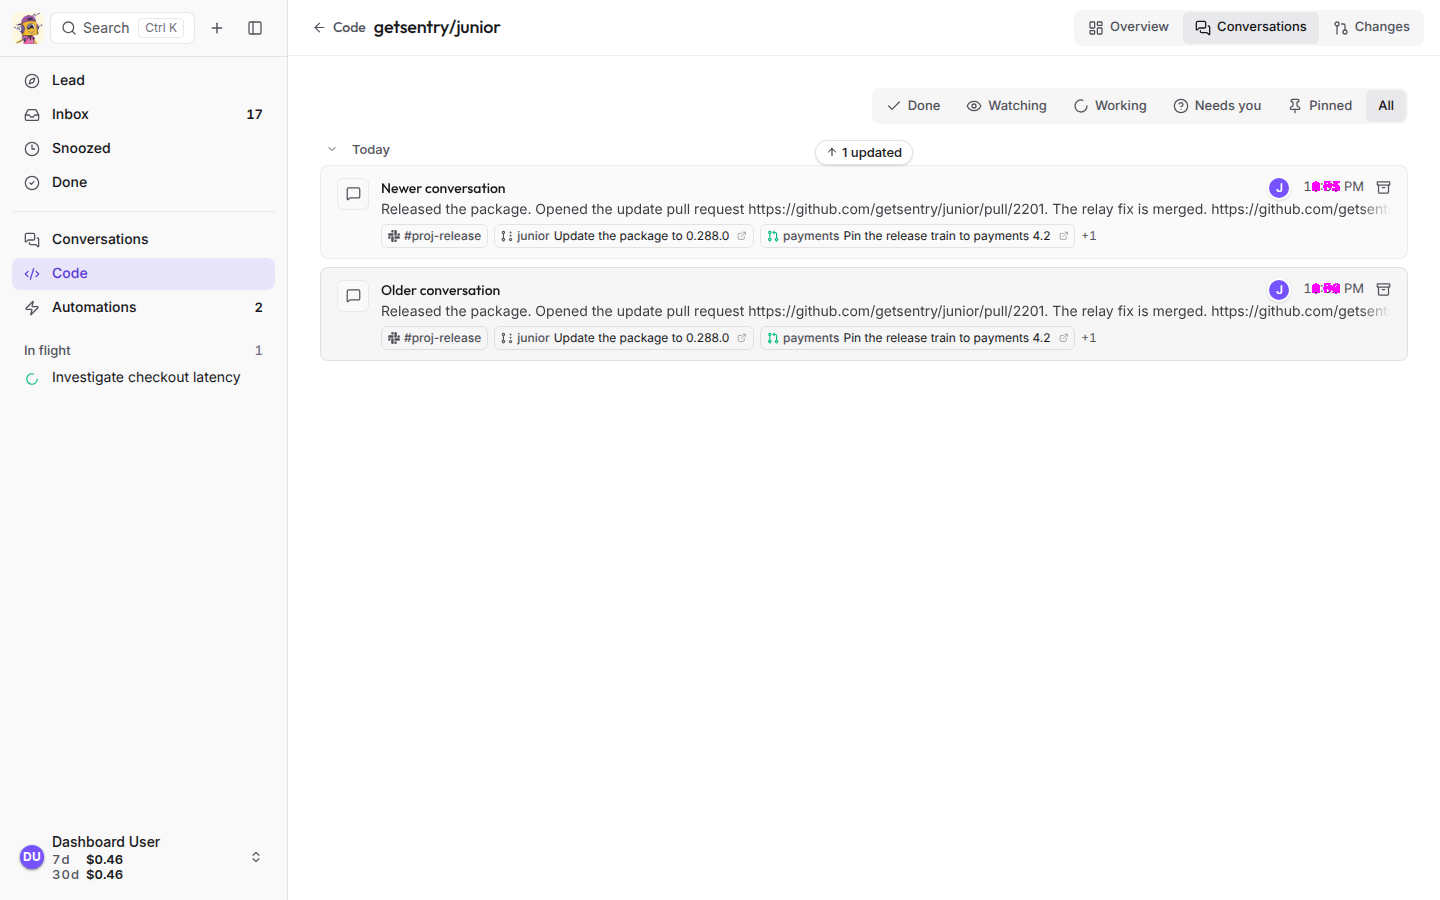 Search Ctrl K
Lead
Inbox 17
Snoozed
Done
Conversations
Code
Automations 2
In flight 1
Investigate checkout latency
Dashboard User
DU
7d $0.46
30d $0.46
Code getsentry/junior
Overview Conversations Changes
Done Watching Working Needs you Pinned All
Today
1 updated
Newer conversation J PM
Released the package. Opened the update pull request https://github.com/getsentry/junior/pull/2201. The relay fix is merged. https://github.com/getsent
#proj-release junior Update the package to 0.288.0 payments Pin the release train to payments 4.2 +1
Older conversation J PM
Released the package. Opened the update pull request https://github.com/getsentry/junior/pull/2201. The relay fix is merged. https://github.com/getsent
#proj-release junior Update the package to 0.288.0 payments Pin the release train to payments 4.2 +1